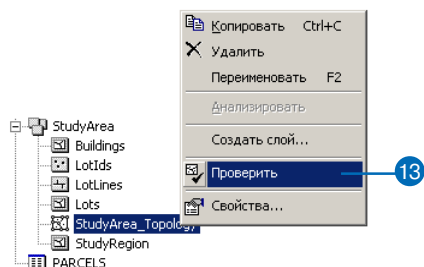 Копировать Ctrl+C
Удалить
Переименовать F2
Анализировать
Создать слой...
Проверить
13
Свойства...
StudyArea
Buildings
LotIds
LotLines
Lots
StudyArea_Topology
StudyRegion
PARCELS